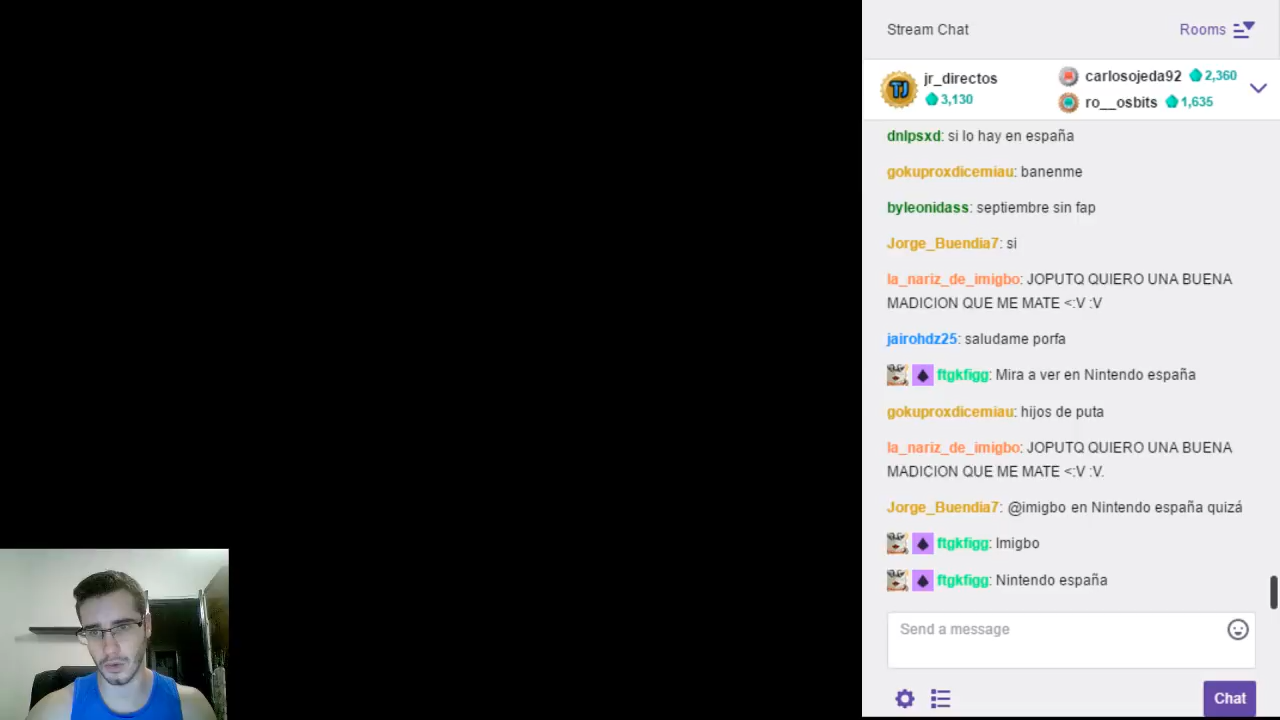 Stream Chat
Rooms
TJ
jr_directos
3,130
carlosojeda92 2,360
ro__osbits 1,635
dnlpsxd: si lo hay en españa
gokuproxdicemiau: banenme
byleonidass: septiembre sin fap
Jorge_Buendia7: si
la_nariz_de_imigbo: JOPUTQ QUIERO UNA BUENA
MADICION QUE ME MATE <:V :V
jairohdz25: saludame porfa
ftgkfigg: Mira a ver en Nintendo españa
gokuproxdicemiau: hijos de puta
la_nariz_de_imigbo: JOPUTQ QUIERO UNA BUENA
MADICION QUE ME MATE <:V :V.
Jorge_Buendia7: @imigbo en Nintendo españa quizá
ftgkfigg: Imigbo
ftgkfigg: Nintendo españa
Send a message
Chat